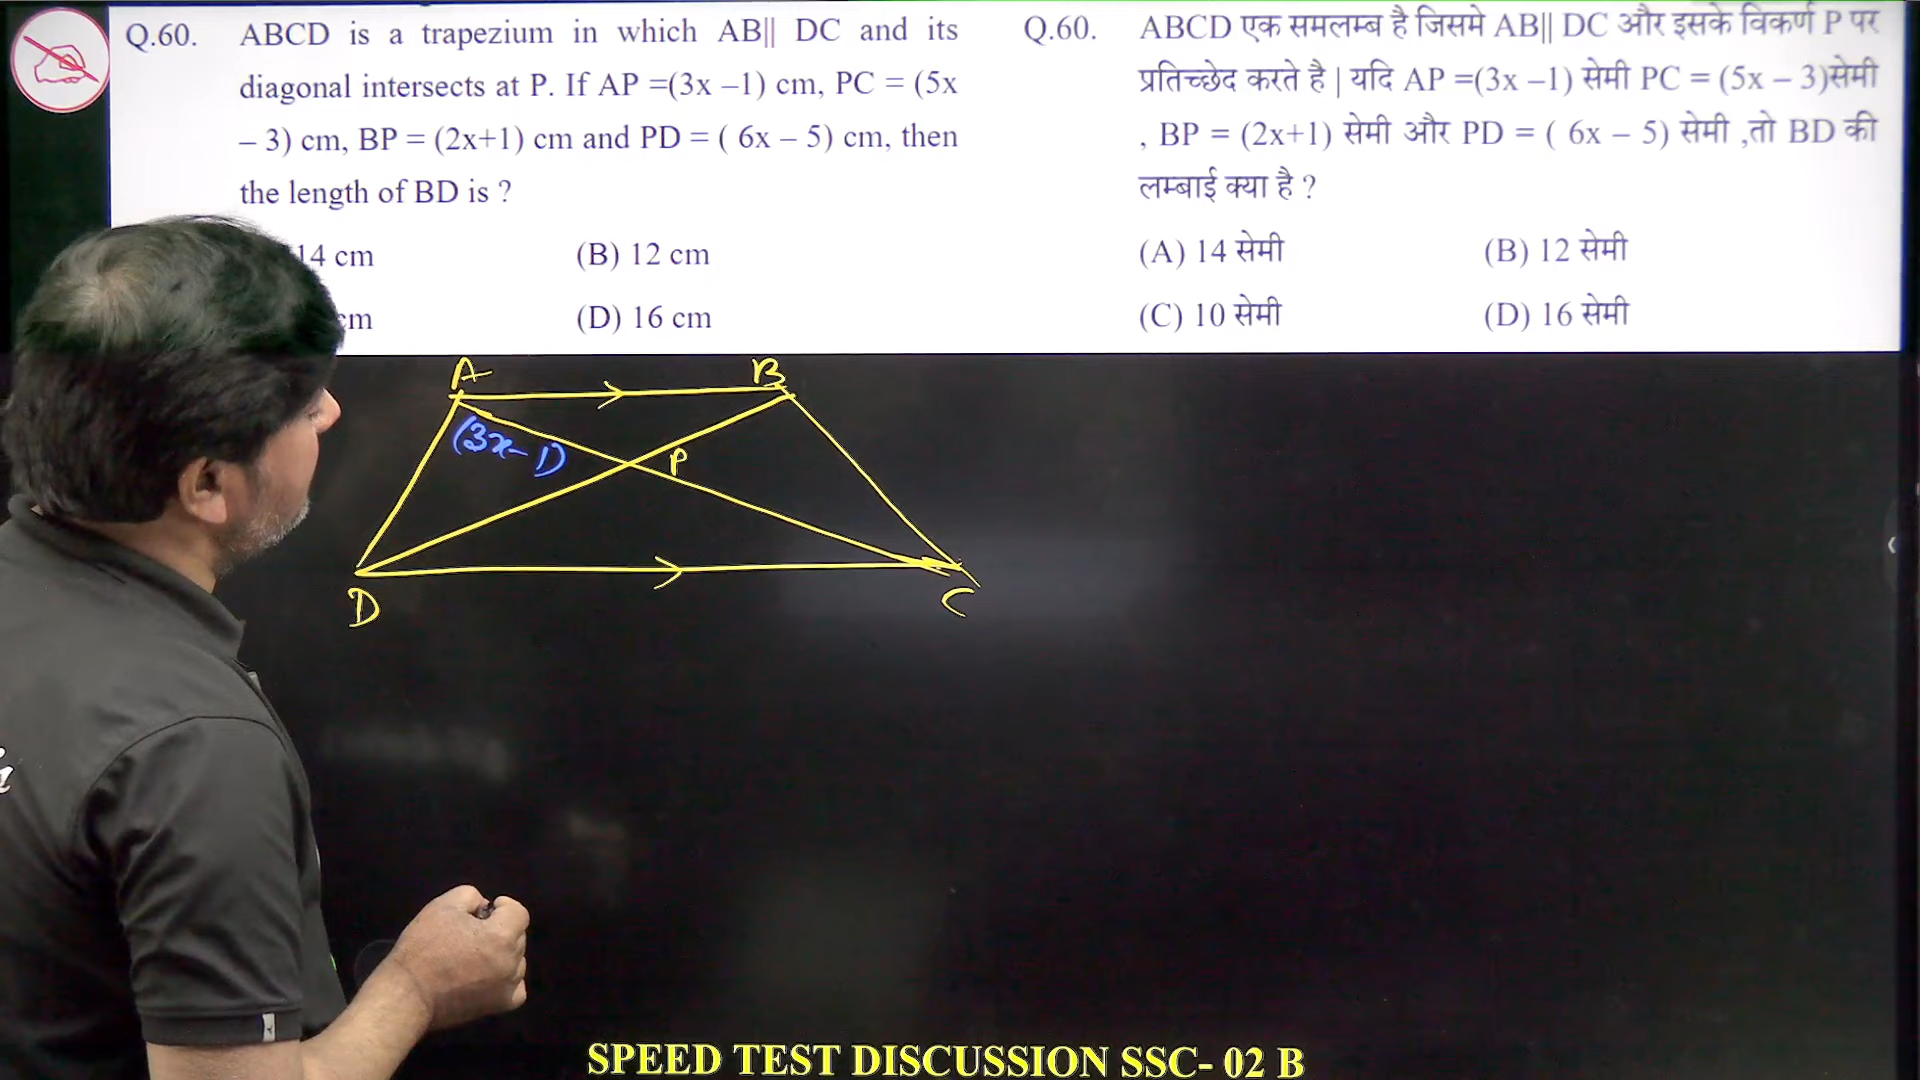 Q.60. ABCD is a trapezium in which AB|| DC and its
diagonal intersects at P. If AP =(3x –1) cm, PC = (5x
– 3) cm, BP = (2x+1) cm and PD = ( 6x – 5) cm, then
the length of BD is ?
14 cm (B) 12 cm
cm (D) 16 cm
Q.60. ABCD एक समलम्ब है जिसमे AB|| DC और इसके विकर्ण P पर
प्रतिच्छेद करते है | यदि AP =(3x –1) सेमी PC = (5x – 3)सेमी
, BP = (2x+1) सेमी और PD = ( 6x – 5) सेमी ,तो BD की
लम्बाई क्या है ?
(A) 14 सेमी (B) 12 सेमी
(C) 10 सेमी (D) 16 सेमी
A B
(3x-1) P
D C
SPEED TEST DISCUSSION SSC- 02 B